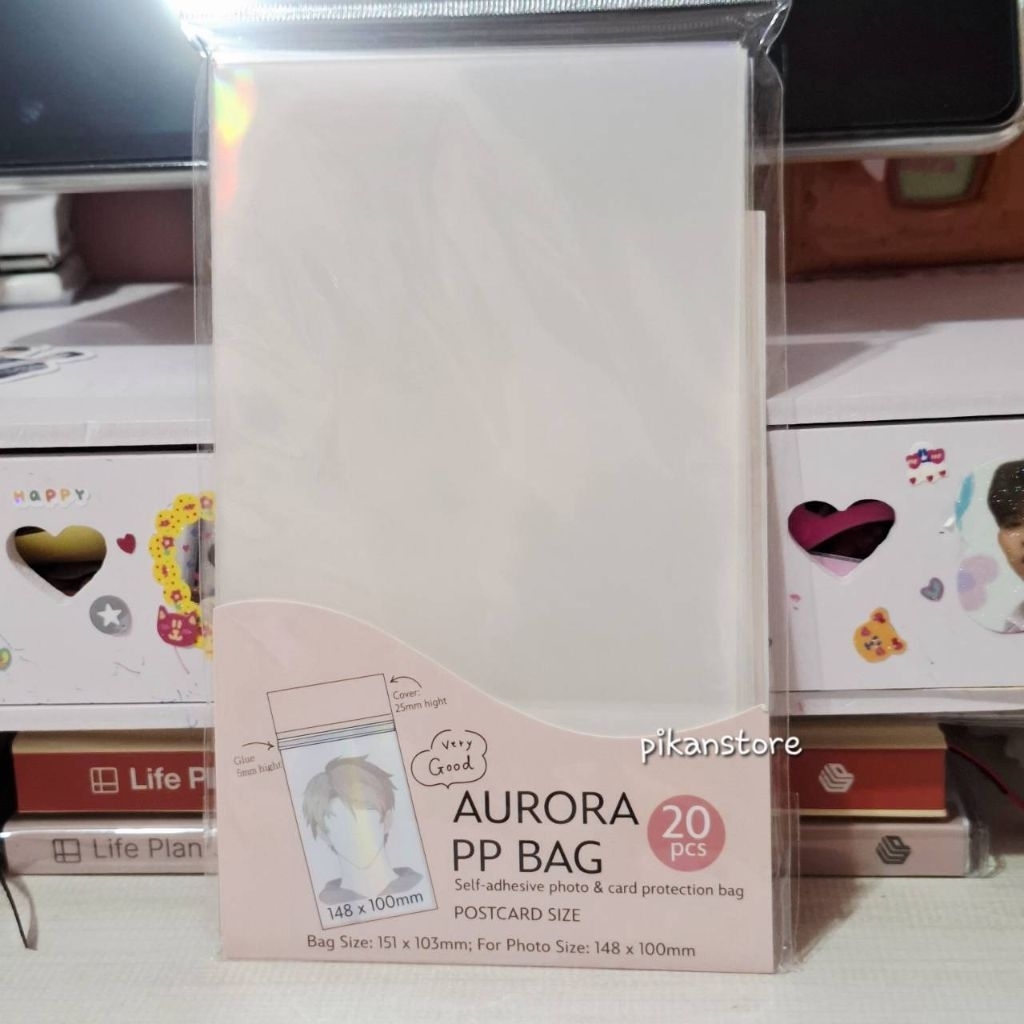 HAPPY
Cover:
25mm hight
Glue
5mm hight
very
Good
pikanstore
148 x 100mm
AURORA
PP BAG
20
pcs
Self-adhesive photo & card protection bag
POSTCARD SIZE
Bag Size: 151 x 103mm; For Photo Size: 148 x 100mm
Life Pl
Life Plan